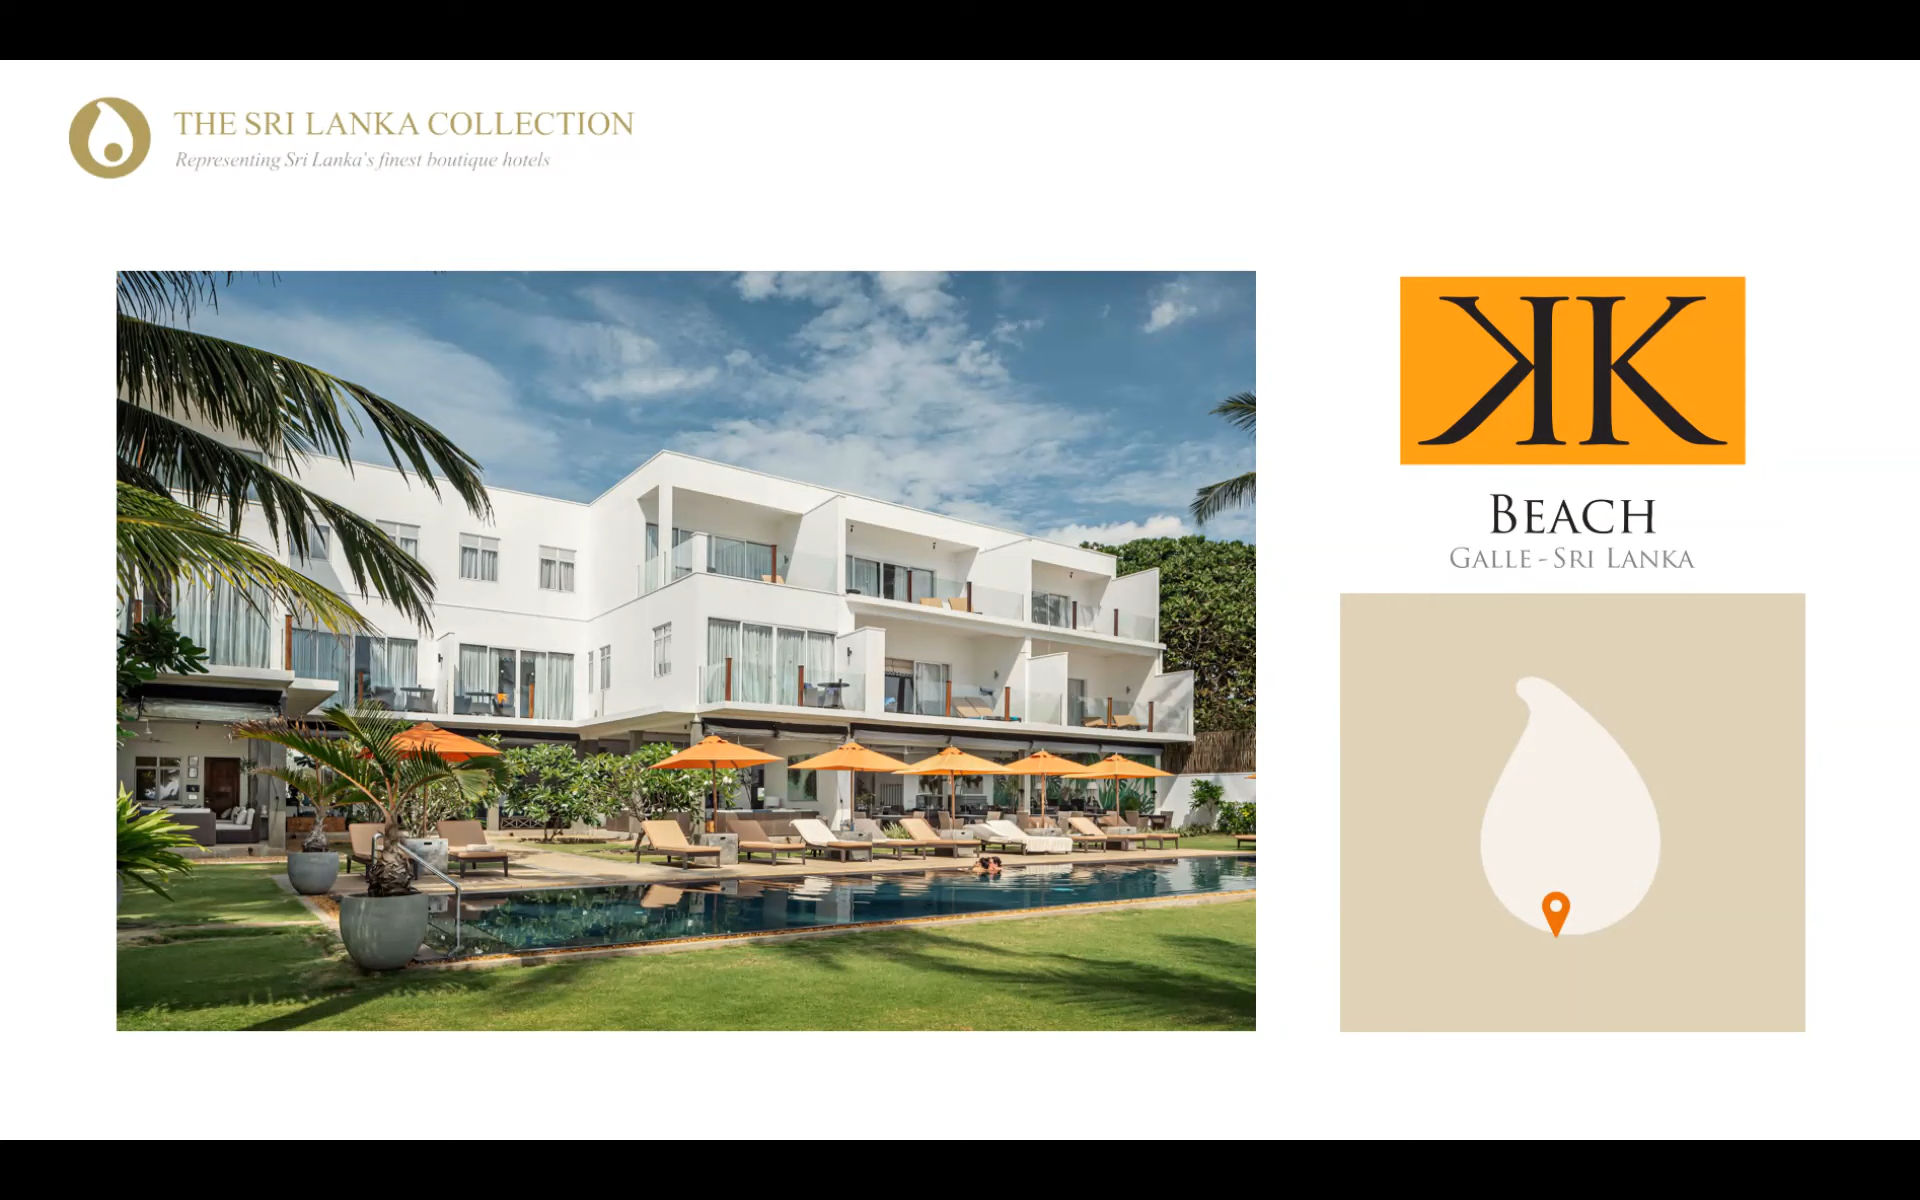 THE SRI LANKA COLLECTION
Representing Sri Lanka's finest boutique hotels
KK
BEACH
GALLE - SRI LANKA